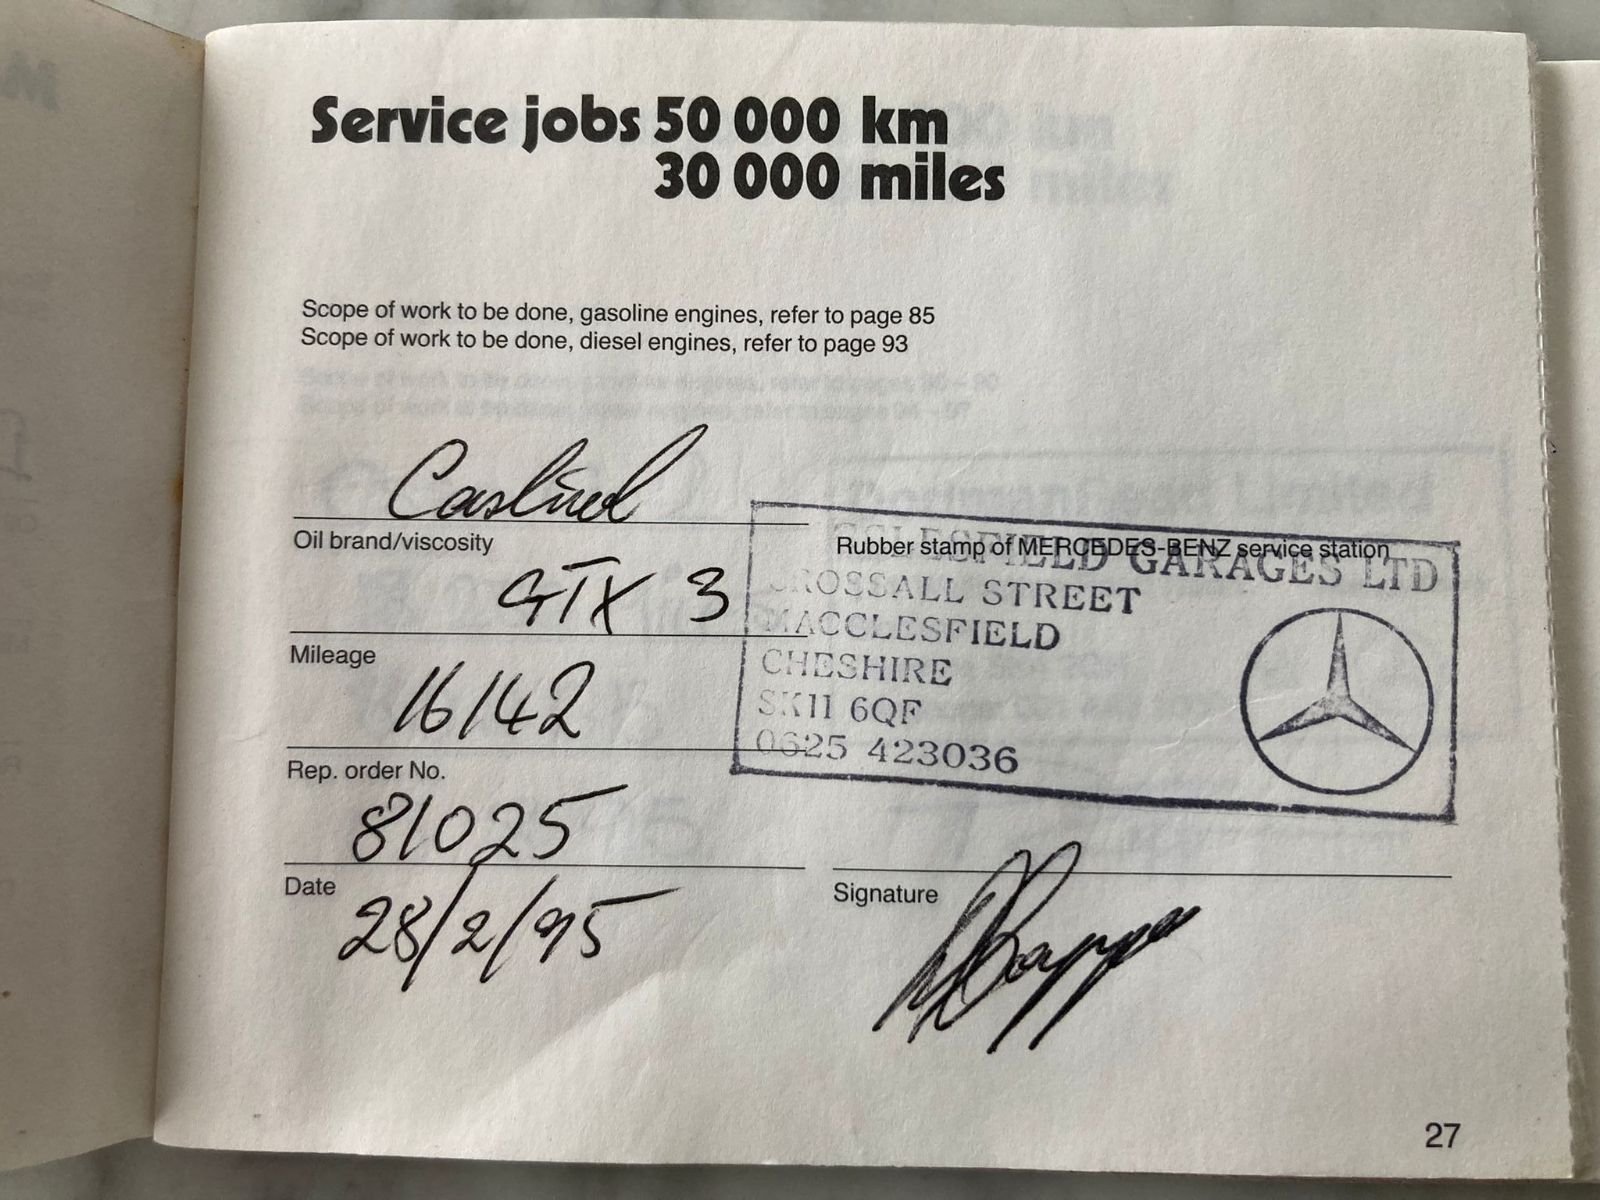 Service jobs 50 000 km
30 000 miles
Scope of work to be done, gasoline engines, refer to page 85
Scope of work to be done, diesel engines, refer to page 93
Castrol
Oil brand/viscosity
GTX 3
Mileage
16142
Rep. order No.
81025
Date
28/2/95
Rubber stamp of MERCEDES-BENZ service station
GARAGES LTD
CROSSALL STREET
MACCLESFIELD
CHESHIRE
SK11 6QF
0625 423036
Signature
27